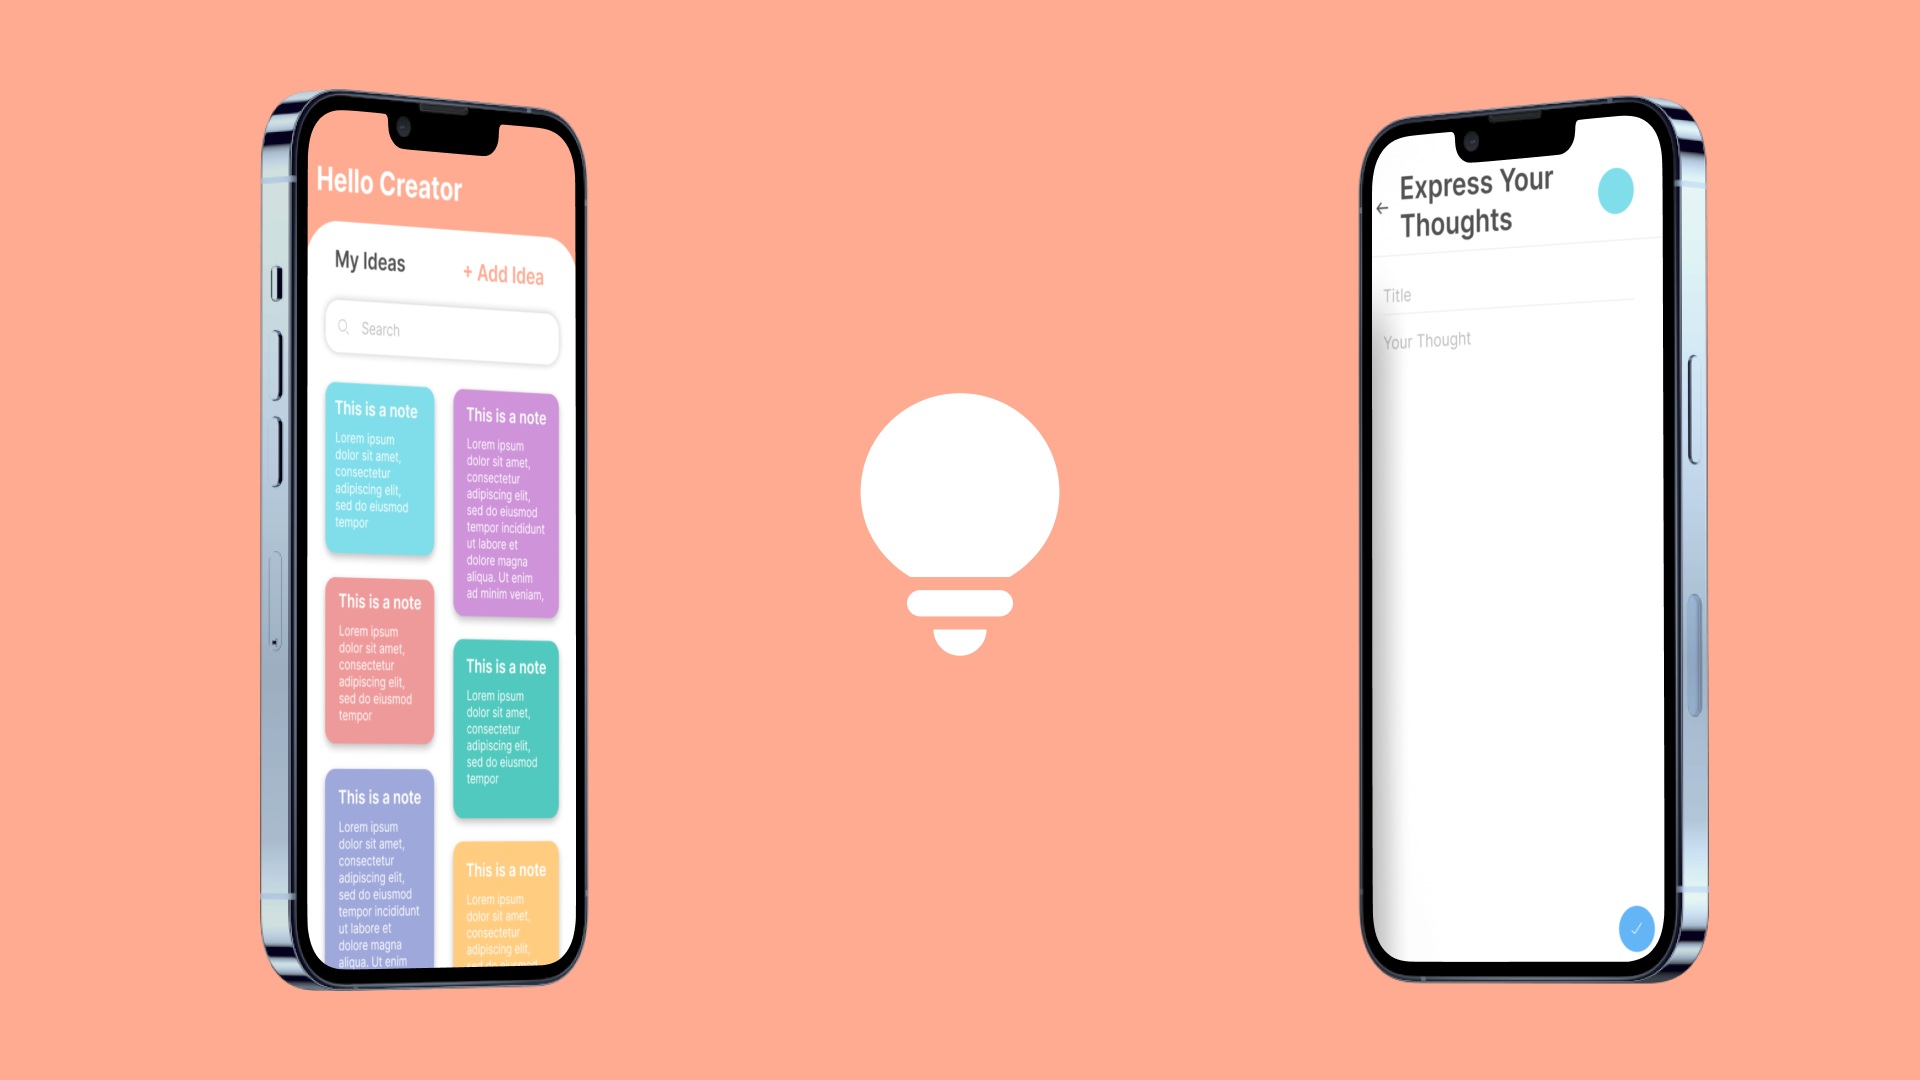 Hello Creator
My Ideas
+ Add Idea
Search
This is a note
Lorem ipsum
dolor sit amet,
consectetur
adipiscing elit,
sed do eiusmod
tempor
This is a note
Lorem ipsum
dolor sit amet,
consectetur
adipiscing elit,
sed do eiusmod
tempor incididunt
ut labore et
dolore magna
aliqua. Ut enim
ad minim veniam,
This is a note
Lorem ipsum
dolor sit amet,
consectetur
adipiscing elit,
sed do eiusmod
tempor
This is a note
Lorem ipsum
dolor sit amet,
consectetur
adipiscing elit,
sed do eiusmod
tempor
This is a note
Lorem ipsum
dolor sit amet,
consectetur
adipiscing elit,
sed do eiusmod
tempor incididunt
ut labore et
dolore magna
aliqua. Ut enim
This is a note
Lorem ipsum
dolor sit amet,
consectetur
adipiscing elit,
sed do eiusmod
Express Your
Thoughts
Title
Your Thought